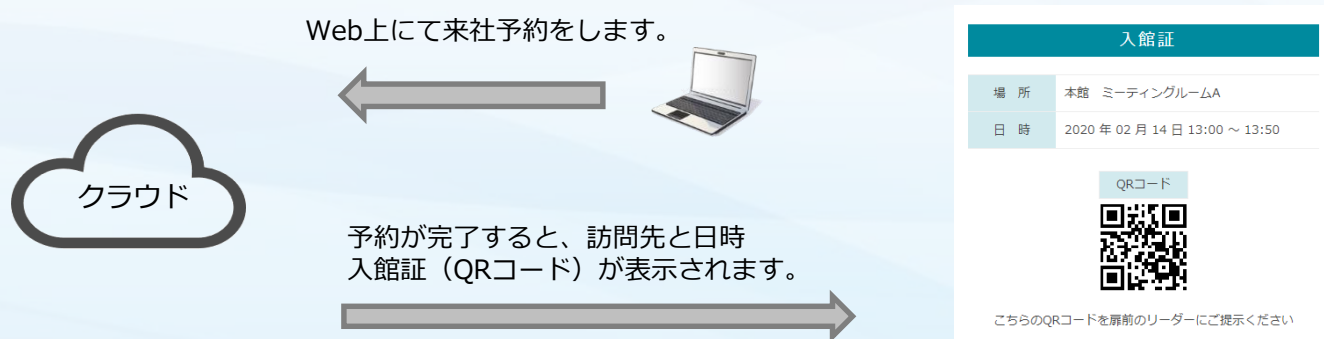 Web上にて来社予約をします。
クラウド
予約が完了すると、訪問先と日時
入館証（QRコード）が表示されます。
入館証
場 所 本館 ミーティングルームA
日 時 2020 年 02 月 14 日 13:00 ～ 13:50
QRコード
こちらのQRコードを扉前のリーダーにご提示ください